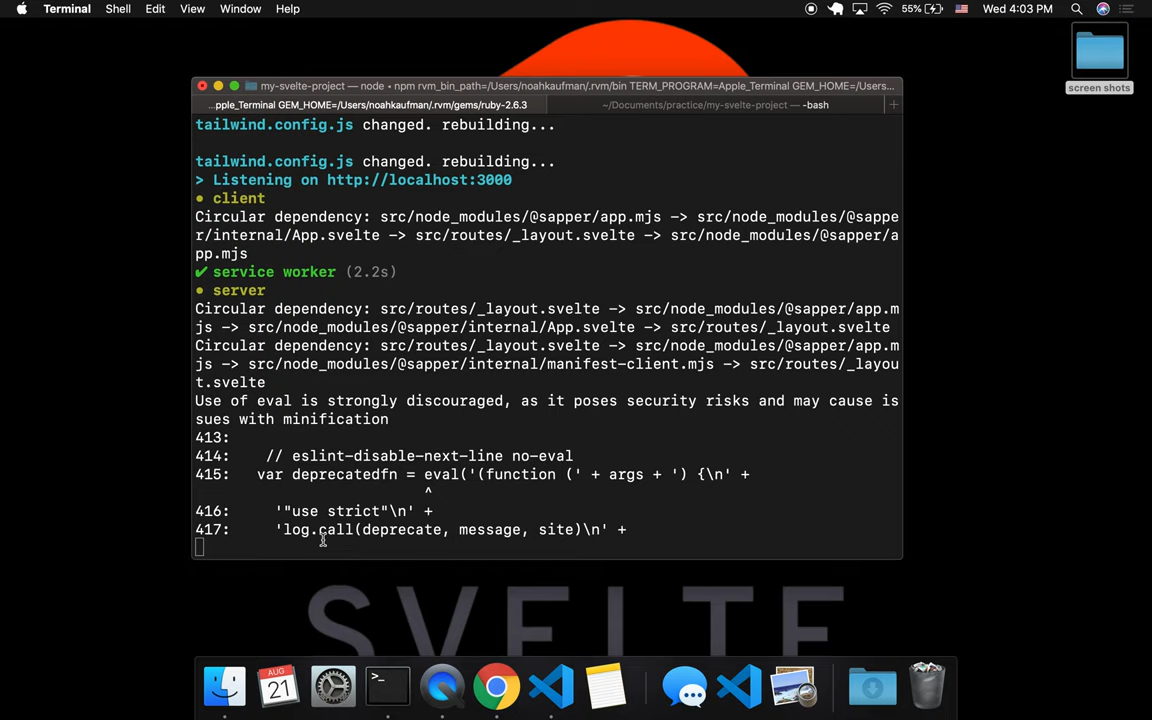 Terminal Shell Edit View Window Help 55% Wed 4:03 PM
screen shots
my-svelte-project — node • npm rvm_bin_path=/Users/noahkaufman/.rvm/bin TERM_PROGRAM=Apple_Terminal GEM_HOME=/Users...
...pple_Terminal GEM_HOME=/Users/noahkaufman/.rvm/gems/ruby-2.6.3 ~/Documents/practice/my-svelte-project — -bash +
tailwind.config.js changed. rebuilding...
tailwind.config.js changed. rebuilding...
> Listening on http://localhost:3000
• client
Circular dependency: src/node_modules/@sapper/app.mjs -> src/node_modules/@sappe
r/internal/App.svelte -> src/routes/_layout.svelte -> src/node_modules/@sapper/a
pp.mjs
✔ service worker (2.2s)
• server
Circular dependency: src/routes/_layout.svelte -> src/node_modules/@sapper/app.m
js -> src/node_modules/@sapper/internal/App.svelte -> src/routes/_layout.svelte
Circular dependency: src/routes/_layout.svelte -> src/node_modules/@sapper/app.m
js -> src/node_modules/@sapper/internal/manifest-client.mjs -> src/routes/_layou
t.svelte
Use of eval is strongly discouraged, as it poses security risks and may cause is
sues with minification
413:
414:    // eslint-disable-next-line no-eval
415:   var deprecatedfn = eval('(function (' + args + ') {\n' +
^
416:     '"use strict"\n' +
417:     'log.call(deprecate, message, site)\n' +
SVELTE
AUG
21
>_